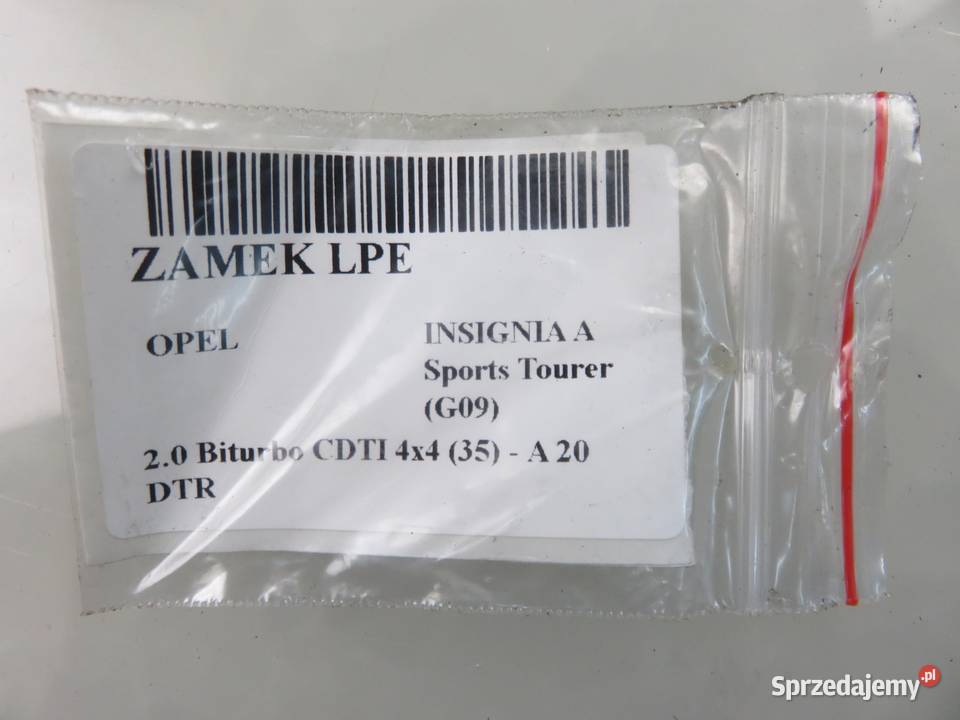 ZAMEK LPE
OPEL
INSIGNIA A
Sports Tourer
(G09)
2.0 Biturbo CDTI 4x4 (35) - A 20
DTR
Sprzedajemy.pl